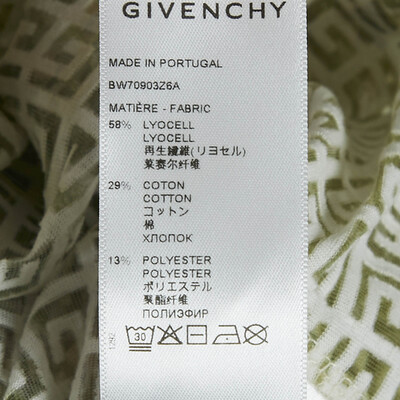 GIVENCHY
MADE IN PORTUGAL
BW70903Z6A
MATIÈRE - FABRIC
58% LYOCELL
LYOCELL
再生繊維(リヨセル)
莱赛尔纤维
29% COTON
COTTON
コットン
棉
ХЛОПОК
13% POLYESTER
POLYESTER
ポリエステル
聚酯纤维
ПОЛИЭФИР
30